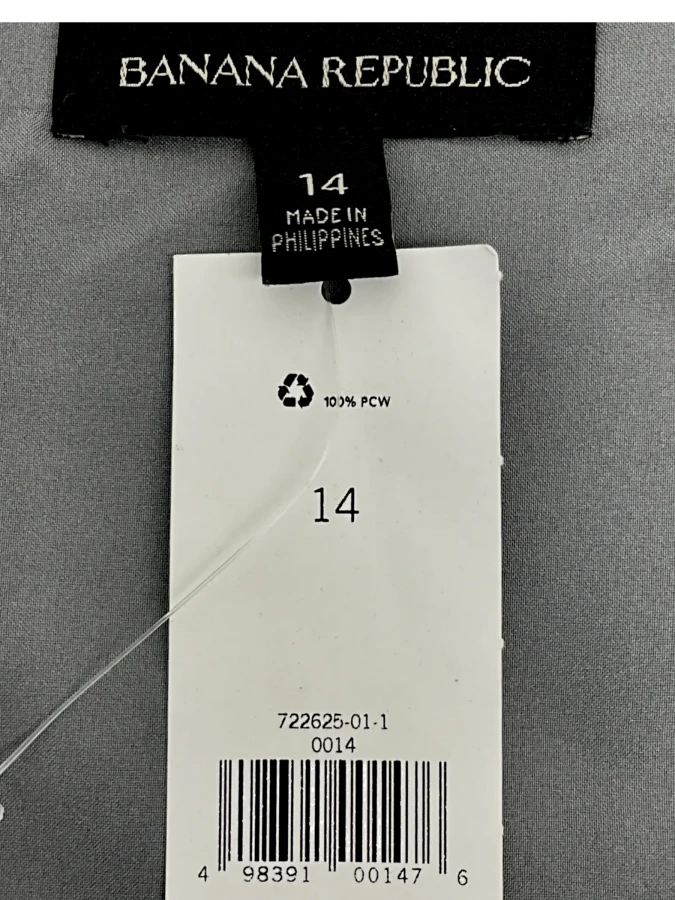 BANANA REPUBLIC
14
MADE IN
PHILIPPINES
100% PCW
14
722625-01-1
0014
4 98391 00147 6